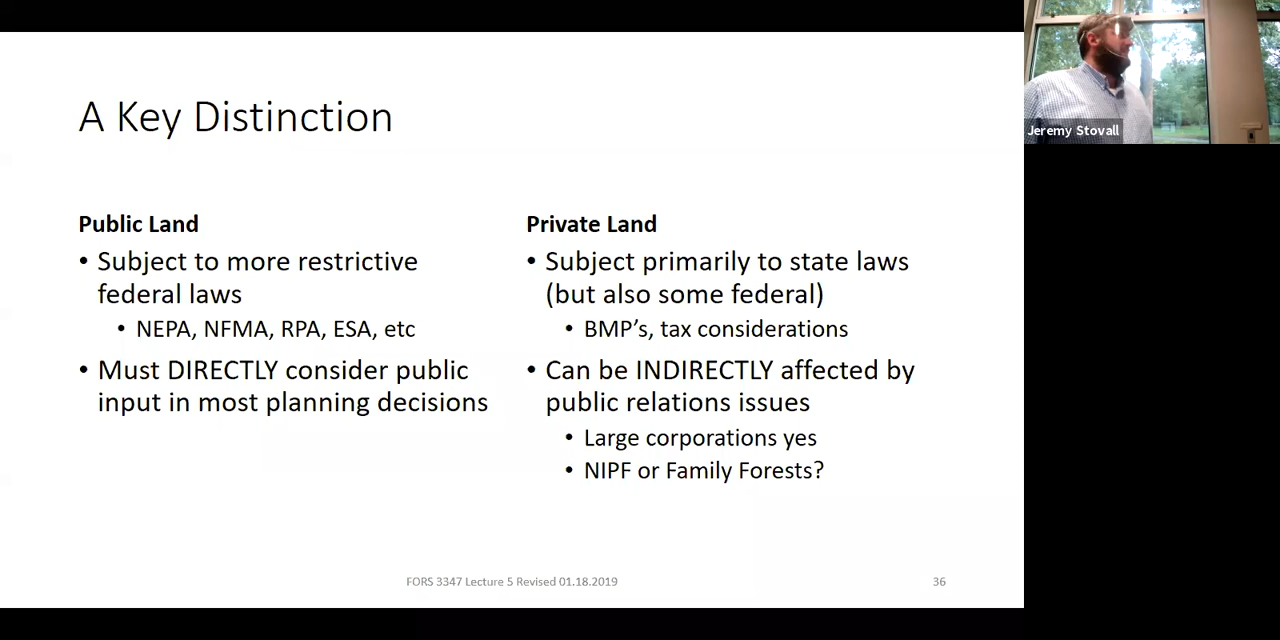 A Key Distinction
Public Land
• Subject to more restrictive
federal laws
• NEPA, NFMA, RPA, ESA, etc
• Must DIRECTLY consider public
input in most planning decisions
Private Land
• Subject primarily to state laws
(but also some federal)
• BMP's, tax considerations
• Can be INDIRECTLY affected by
public relations issues
• Large corporations yes
• NIPF or Family Forests?
FORS 3347 Lecture 5 Revised 01.18.2019
36
Jeremy Stovall